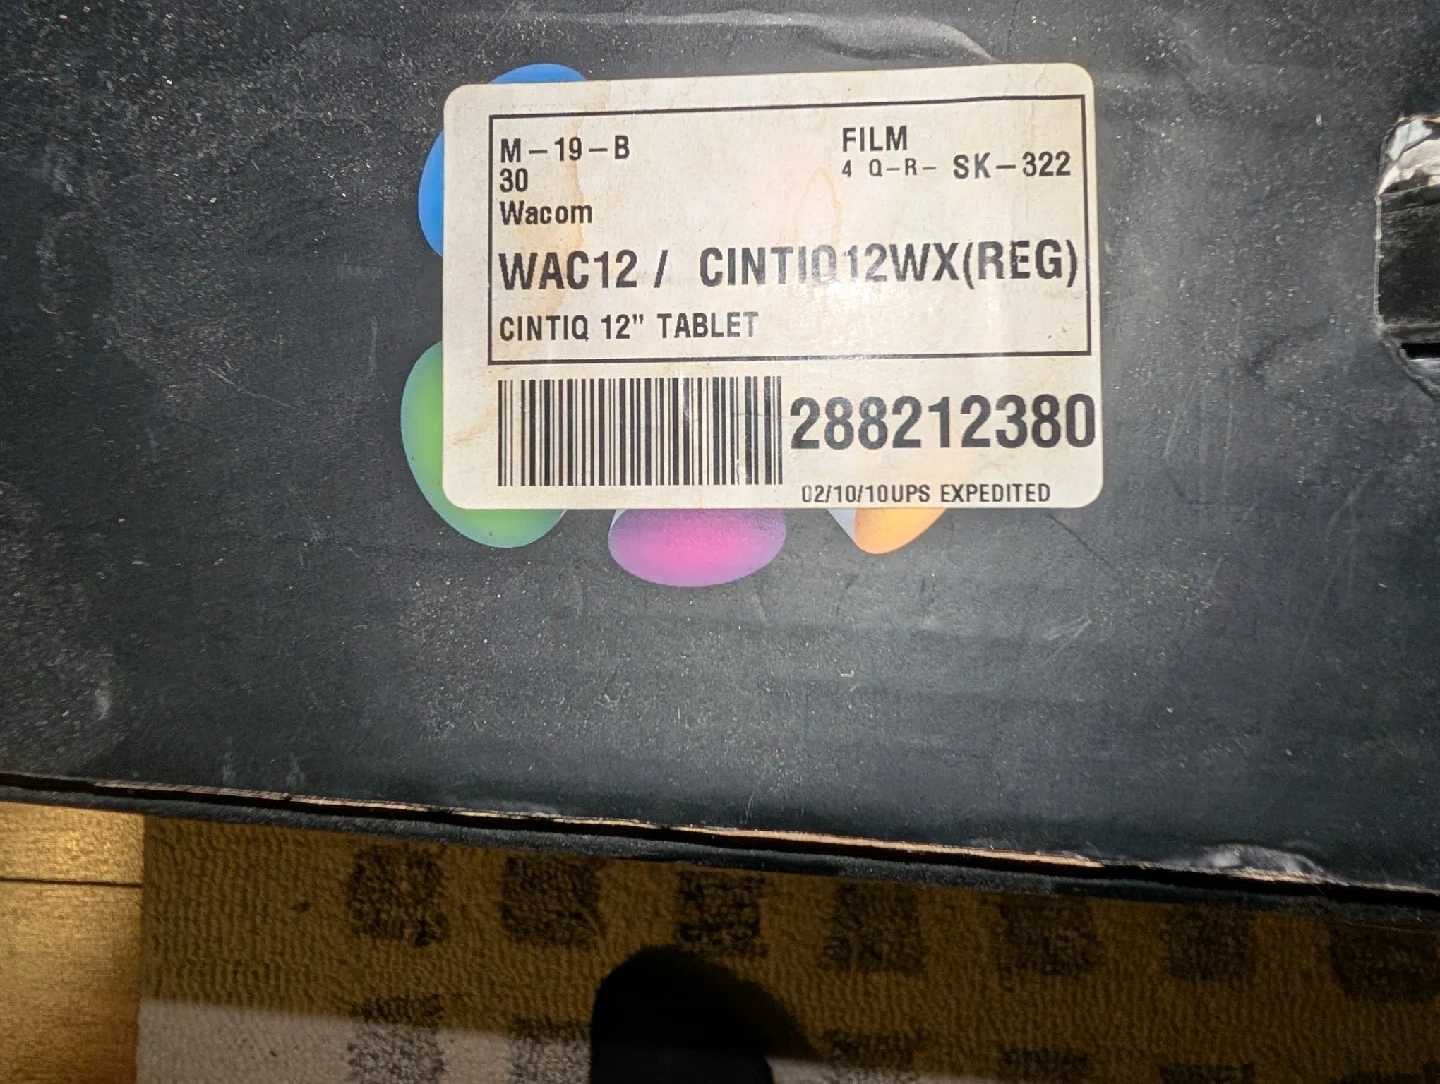 M-19-B
30
Wacom
FILM
4 Q-R- SK-322
WAC12 / CINTIQ12WX(REG)
CINTIQ 12” TABLET
288212380
02/10/10UPS EXPEDITED